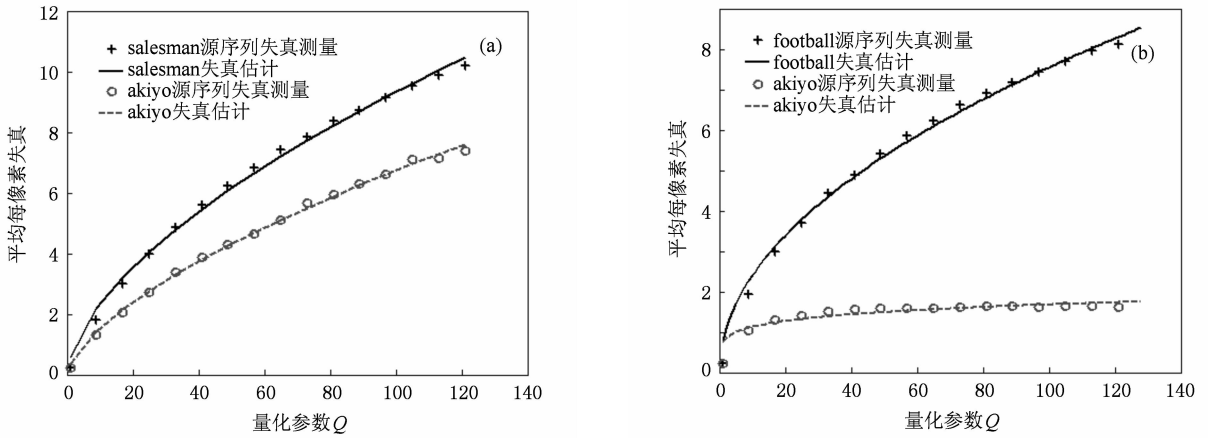 12
10
8
6
4
2
0
平均每像素失真
(a)
salesman源序列失真测量
salesman失真估计
akiyo源序列失真测量
akiyo失真估计
0 20 40 60 80 100 120 140
量化参数Q
8
6
4
2
0
平均每像素失真
(b)
football源序列失真测量
football失真估计
akiyo源序列失真测量
akiyo失真估计
0 20 40 60 80 100 120 140
量化参数Q